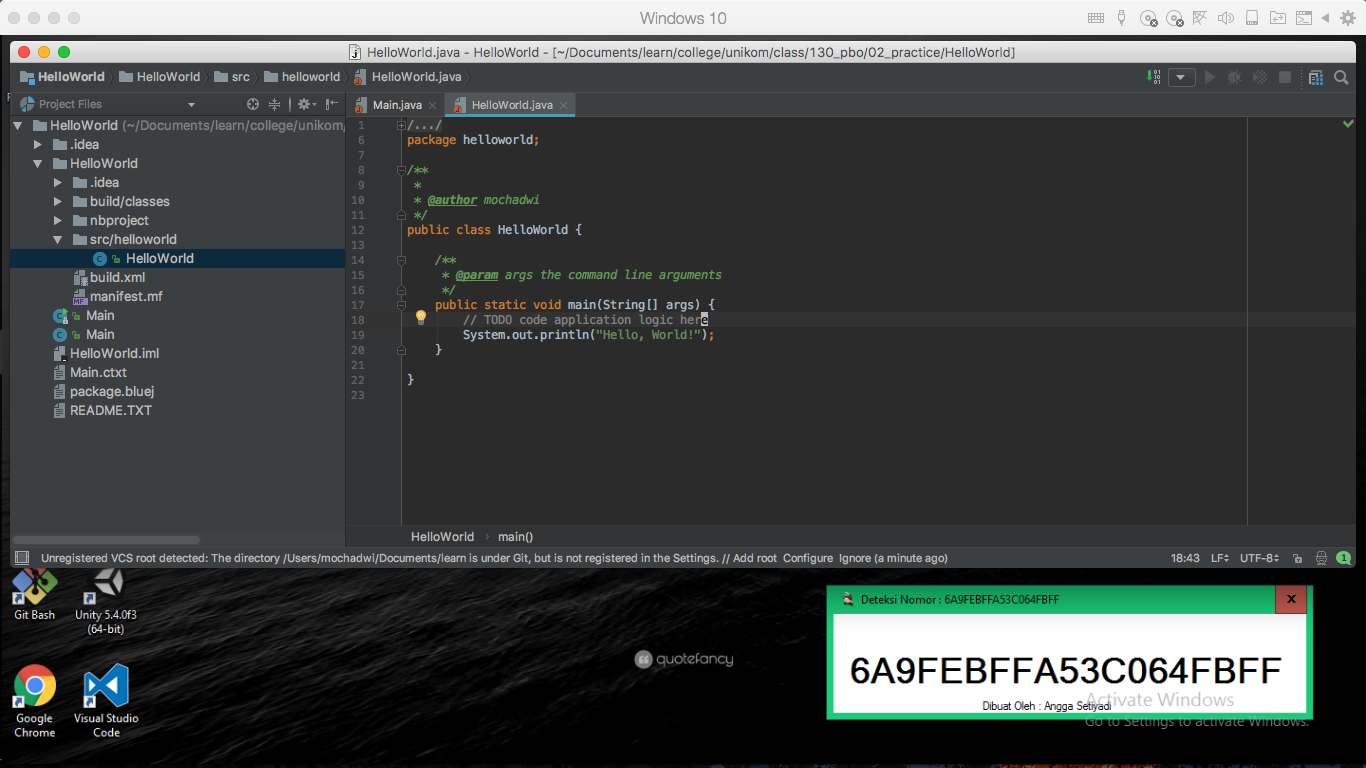 Windows 10
HelloWorld.java - HelloWorld - [~/Documents/learn/college/unikom/class/130_pbo/02_practice/HelloWorld]
HelloWorld HelloWorld src helloworld HelloWorld.java
Project Files
Main.java HelloWorld.java
HelloWorld (~/Documents/learn/college/unikom/
.idea
HelloWorld
.idea
build/classes
nbproject
src/helloworld
HelloWorld
build.xml
manifest.mf
Main
Main
HelloWorld.iml
Main.ctxt
package.bluej
README.TXT
1 /.../
6 package helloworld;
7
8 /**
9 *
10 * @author mochadwi
11 */
12 public class HelloWorld {
13
14 /**
15 * @param args the command line arguments
16 */
17 public static void main(String[] args) {
18 // TODO code application logic here
19 System.out.println("Hello, World!");
20 }
21
22 }
23
HelloWorld main()
Unregistered VCS root detected: The directory /Users/mochadwi/Documents/learn is under Git, but is not registered in the Settings. // Add root Configure Ignore (a minute ago) 18:43 LF UTF-8 1
Git Bash
Unity 5.4.0f3
(64-bit)
Google
Chrome
Visual Studio
Code
quotefancy
Deteksi Nomor : 6A9FEBFFA53C064FBFF x
6A9FEBFFA53C064FBFF
Dibuat Oleh : Angga Setiyadi
Activate Windows
Go to Settings to activate Windows.